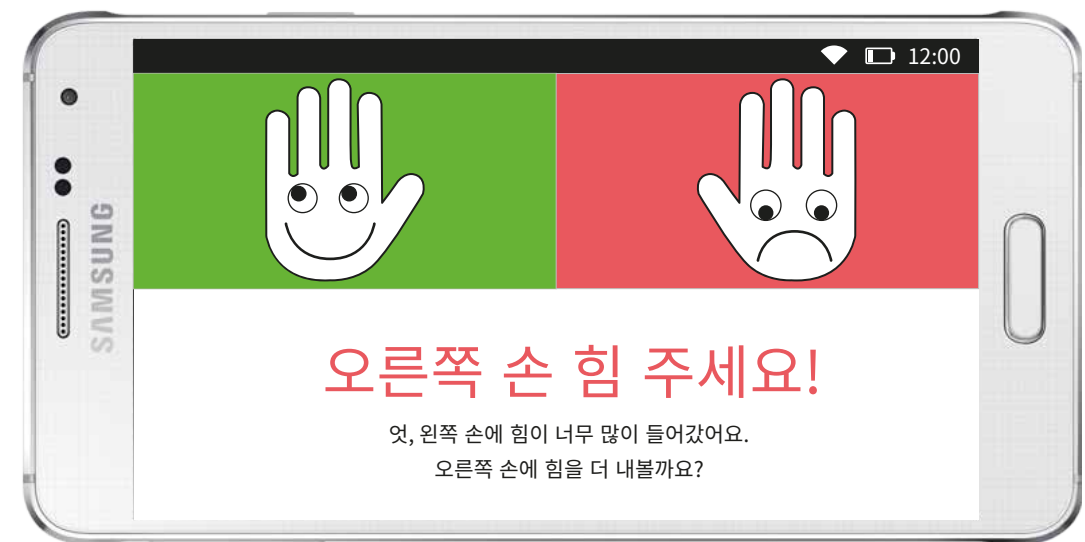 12:00
SAMSUNG
오른쪽 손 힘 주세요!
엇, 왼쪽 손에 힘이 너무 많이 들어갔어요.
오른쪽 손에 힘을 더 내볼까요?